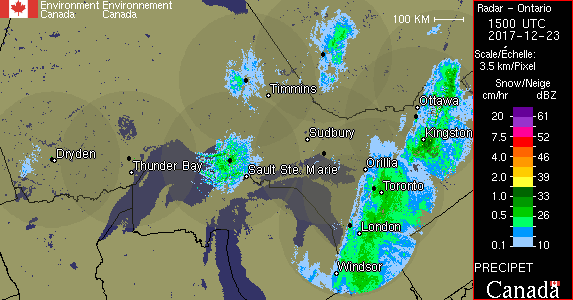 Environment Environnement
Canada Canada
100 KM
Timmins
Ottawa
Sudbury
Kingston
Dryden
Thunder Bay
Sault Ste. Marie
Orillia
Toronto
London
Windsor
Radar - Ontario
1500 UTC
2017-12-23
Scale/Échelle:
3.5 km/Pixel
Snow/Neige
cm/hr dBZ
20 61
7.5 57
5.5 52
4.0 46
2.0 39
1.0 33
0.5 26
0.1 10
PRECIPET
Canada